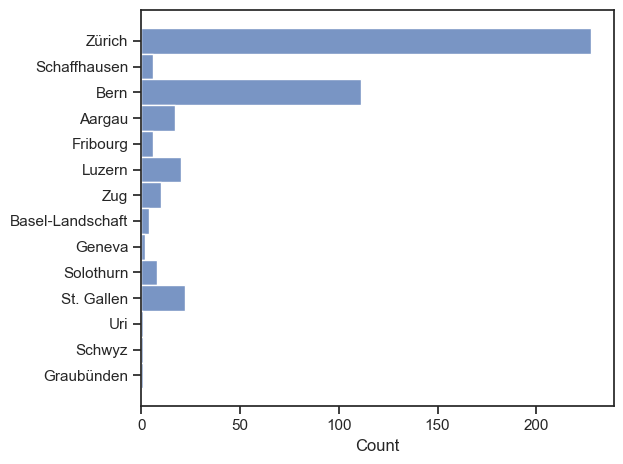 Zürich
Schaffhausen
Bern
Aargau
Fribourg
Luzern
Zug
Basel-Landschaft
Geneva
Solothurn
St. Gallen
Uri
Schwyz
Graubünden
0 50 100 150 200
Count